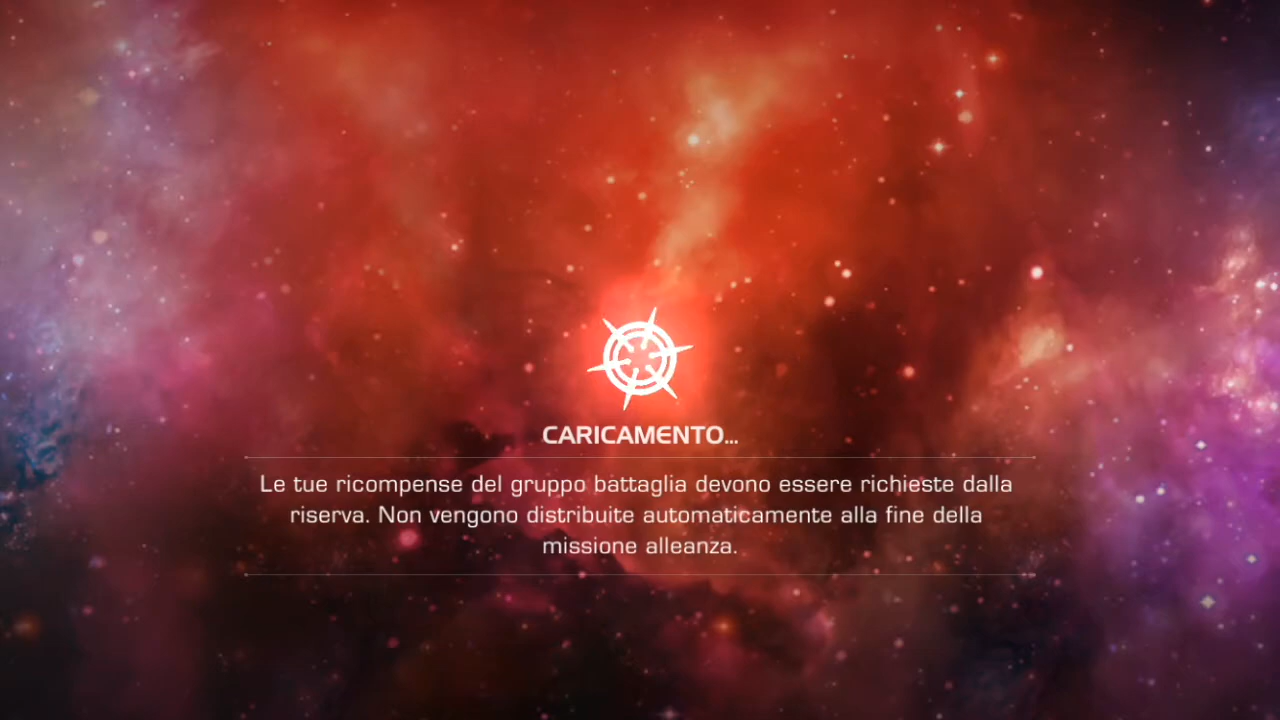 CARICAMENTO...
Le tue ricompense del gruppo battaglia devono essere richieste dalla
riserva. Non vengono distribuite automaticamente alla fine della
missione alleanza.